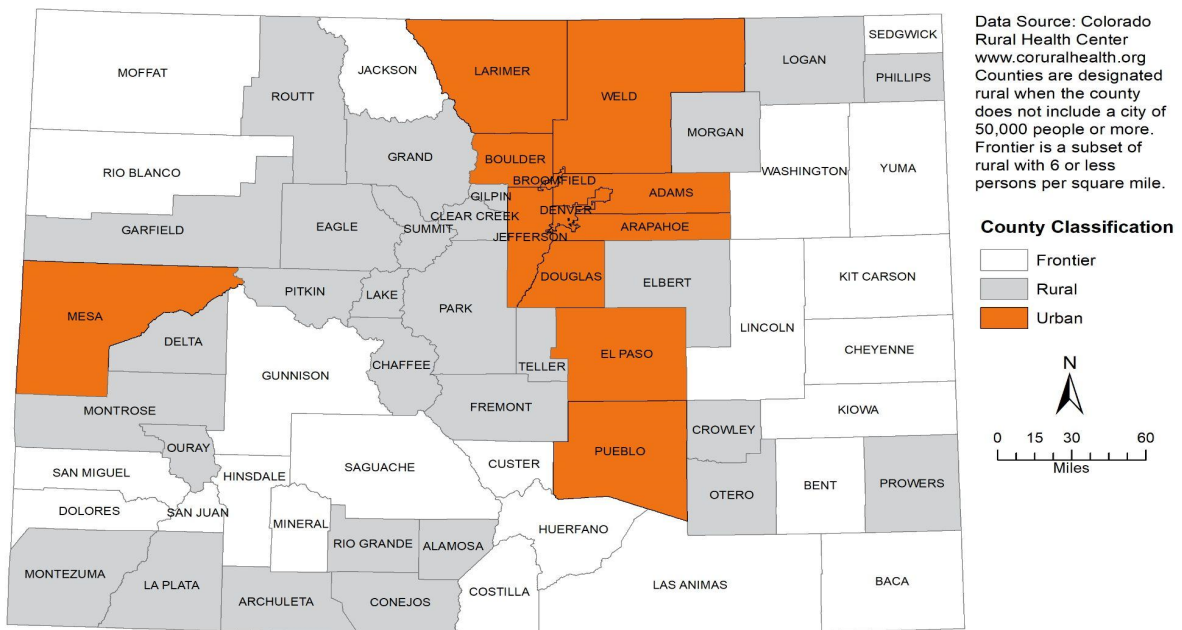 MOFFAT
ROUTT
JACKSON
LARIMER
WELD
LOGAN
SEDGWICK
PHILLIPS
MORGAN
RIO BLANCO
GRAND
BOULDER
BROOMFIELD
WASHINGTON
YUMA
GARFIELD
EAGLE
SUMMIT
GILPIN
CLEAR CREEK
JEFFERSON
DENVER
ADAMS
ARAPAHOE
MESA
PITKIN
LAKE
PARK
DOUGLAS
ELBERT
KIT CARSON
DELTA
GUNNISON
CHAFFEE
TELLER
EL PASO
LINCOLN
CHEYENNE
MONTROSE
FREMONT
KIOWA
OURAY
SAN MIGUEL
HINSDALE
SAGUACHE
CUSTER
PUEBLO
CROWLEY
OTERO
BENT
PROWERS
DOLORES
SAN JUAN
MINERAL
RIO GRANDE
ALAMOSA
HUERFANO
MONTEZUMA
LA PLATA
ARCHULETA
CONEJOS
COSTILLA
LAS ANIMAS
BACA
Data Source: Colorado
Rural Health Center
www.coruralhealth.org
Counties are designated
rural when the county
does not include a city of
50,000 people or more.
Frontier is a subset of
rural with 6 or less
persons per square mile.
County Classification
Frontier
Rural
Urban
N
0 15 30 60
Miles